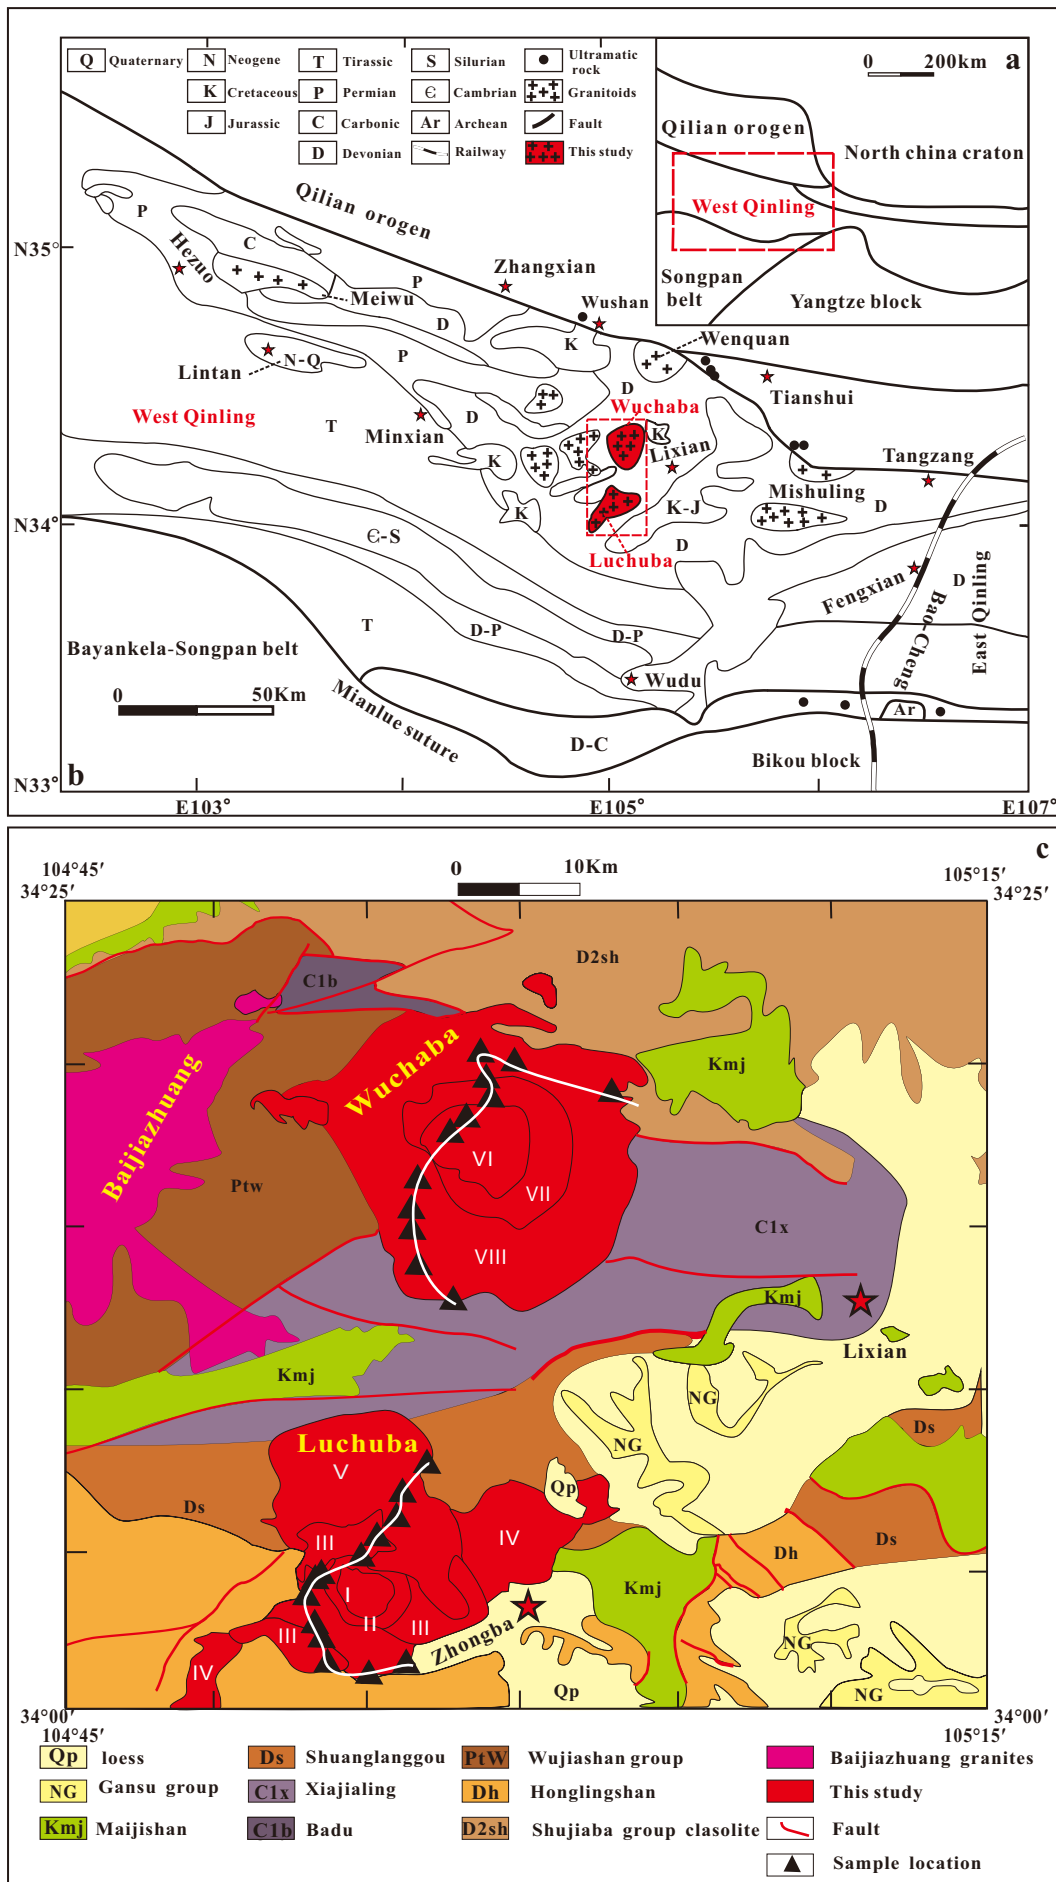 Q Quaternary
N Neogene
K Cretaceous
J Jurassic
T Tirassic
P Permian
C Carbonic
D Devonian
S Silurian
Є Cambrian
Ar Archean
Railway
Ultramatic rock
Granitoids
Fault
This study
0 200km a
Qilian orogen
North china craton
West Qinling
Songpan belt
Yangtze block
Qilian orogen
N35°
P
Hezuo
C
Zhangxian
P
Meiwu
Wushan
D
K
Wenquan
P
N-Q
Lintan
D
Tianshui
West Qinling
T
Minxian
D
Wuchaba
K
Lixian
K
Tangzang
Mishuling
K-J
K
D
N34°
Є-S
D
Luchuba
Fengxian
D
East Qinling
Bao-Cheng
T
D-P
D-P
Bayankela-Songpan belt
Wudu
0 50Km
Mianlue suture
Ar
D-C
Bikou block
b
N33°
E103° E105° E107°
c
0 10Km
104°45′ 105°15′
34°25′ 34°25′
D2sh
C1b
Wuchaba
Kmj
Baijiazhuang
VI
Ptw
VII
C1x
VIII
Kmj
Lixian
Kmj
NG
Ds
Luchuba
NG
V
Qp
Ds
III
IV
Ds
Dh
I
Kmj
II
III
III
Zhongba
NG
IV
Qp
NG
34°00′ 34°00′
104°45′ 105°15′
Qp loess
NG Gansu group
Kmj Maijishan
Ds Shuanglanggou
C1x Xiajialing
C1b Badu
PtW Wujiashan group
Dh Honglingshan
D2sh Shujiaba group clasolite
Baijiazhuang granites
This study
Fault
Sample location